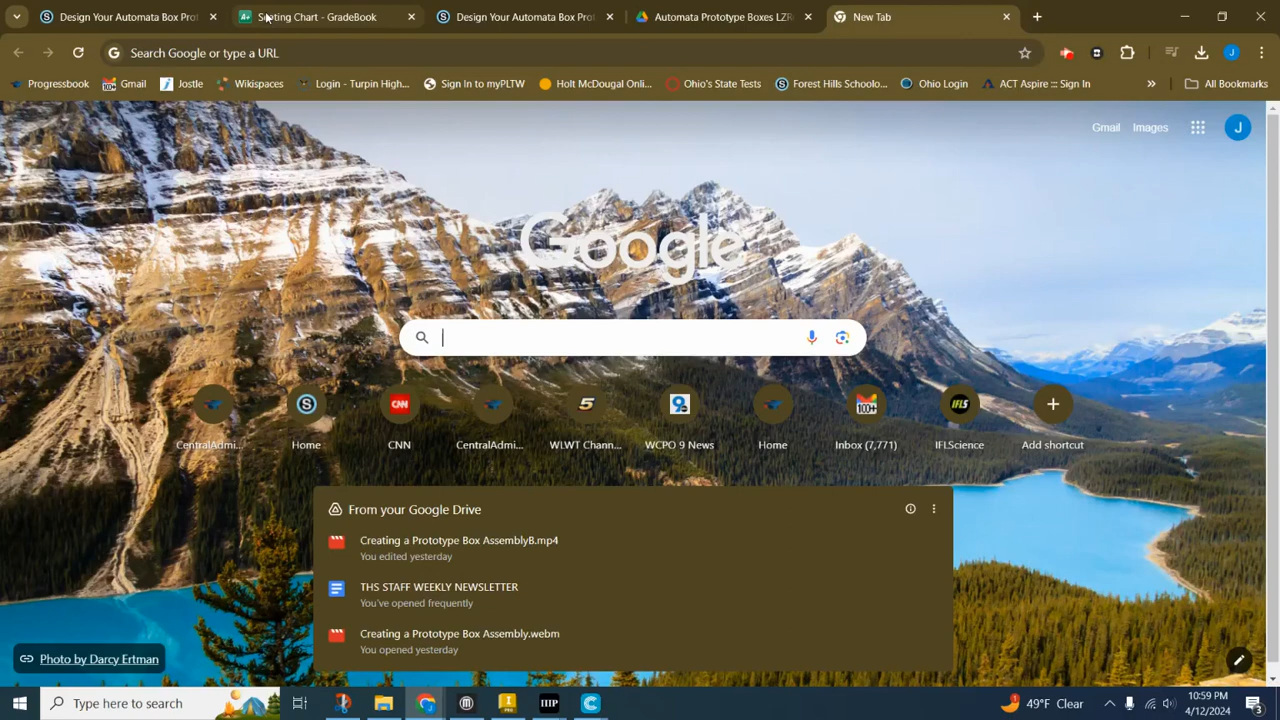 Design Your Automata Box Prot
Seating Chart - GradeBook
Design Your Automata Box Prot
Automata Prototype Boxes LZR
New Tab
Search Google or type a URL
Progressbook
Gmail
Jostle
Wikispaces
Login - Turpin High...
Sign In to myPLTW
Holt McDougal Onli...
Ohio's State Tests
Forest Hills Schoolo...
Ohio Login
ACT Aspire ::: Sign In
»
All Bookmarks
Gmail
Images
J
Google
CentralAdmi...
Home
CNN
CentralAdmi...
WLWT Chann...
WCPO 9 News
Home
Inbox (7,771)
IFLScience
Add shortcut
From your Google Drive
Creating a Prototype Box AssemblyB.mp4
You edited yesterday
THS STAFF WEEKLY NEWSLETTER
You've opened frequently
Creating a Prototype Box Assembly.webm
You opened yesterday
Photo by Darcy Ertman
Type here to search
49°F Clear
10:59 PM
4/12/2024